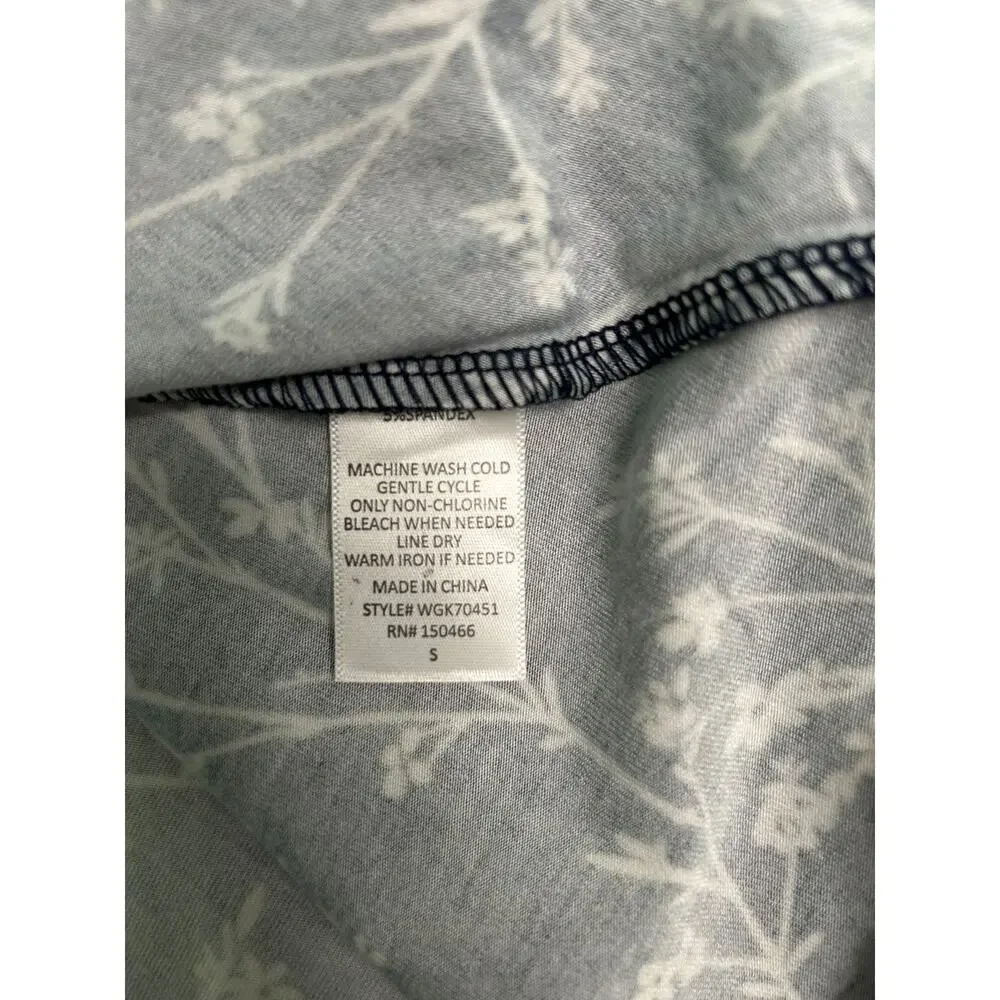 5%SPANDEX
MACHINE WASH COLD
GENTLE CYCLE
ONLY NON-CHLORINE
BLEACH WHEN NEEDED
LINE DRY
WARM IRON IF NEEDED
MADE IN CHINA
STYLE# WGK70451
RN# 150466
S